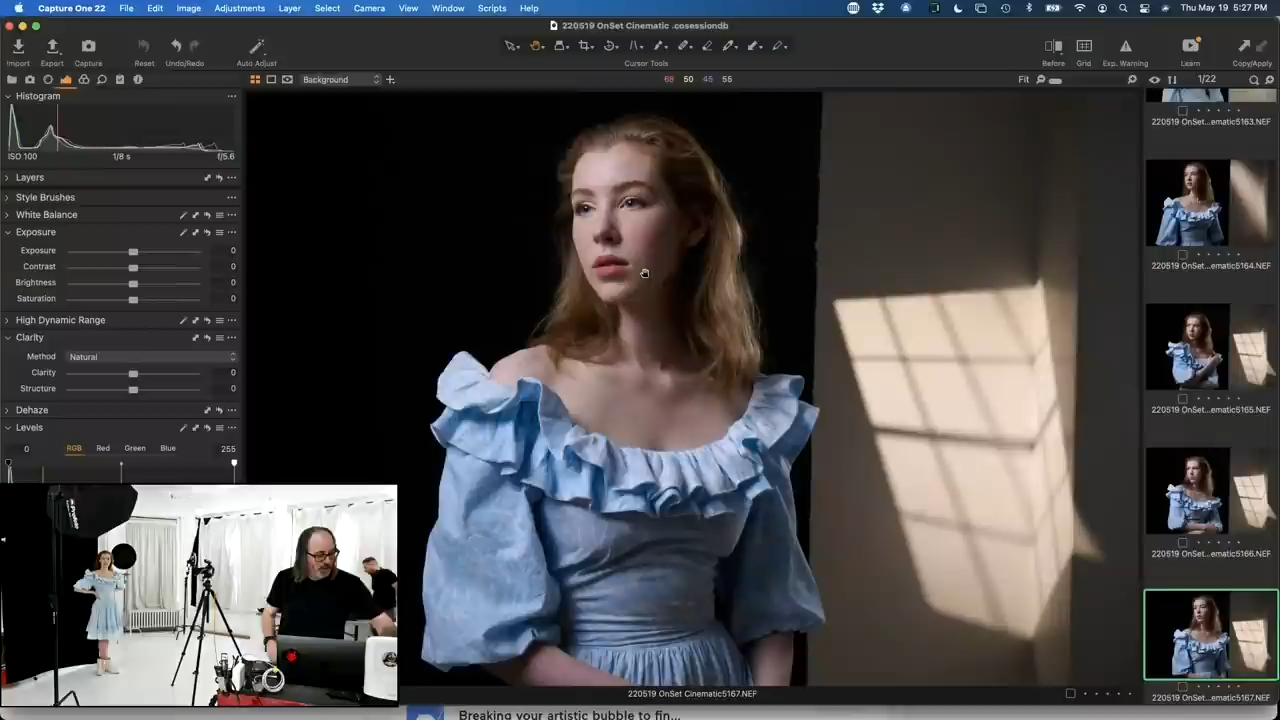 Capture One 22 File Edit Image Adjustments Layer Select Camera View Window Scripts Help Thu May 19 5:27 PM
220519 OnSet Cinematic .cosessiondb
Import Export Capture Reset Undo/Redo Auto Adjust Cursor Tools Before Grid Exp. Warning Learn Copy/Apply
Background
68 50 45 55
Fit
1/22
Histogram
ISO 100 1/8 s f/5.6
Layers
Style Brushes
White Balance
Exposure
Exposure 0
Contrast 0
Brightness 0
Saturation 0
High Dynamic Range
Clarity
Method Natural
Clarity 0
Structure 0
Dehaze
Levels
0 RGB Red Green Blue 255
220519 OnSet...ematic5163.NEF
220519 OnSet...ematic5164.NEF
220519 OnSet...ematic5165.NEF
220519 OnSet...ematic5166.NEF
220519 OnSet...ematic5167.NEF
220519 OnSet Cinematic5167.NEF
Profoto
Breaking your artistic bubble to fin...